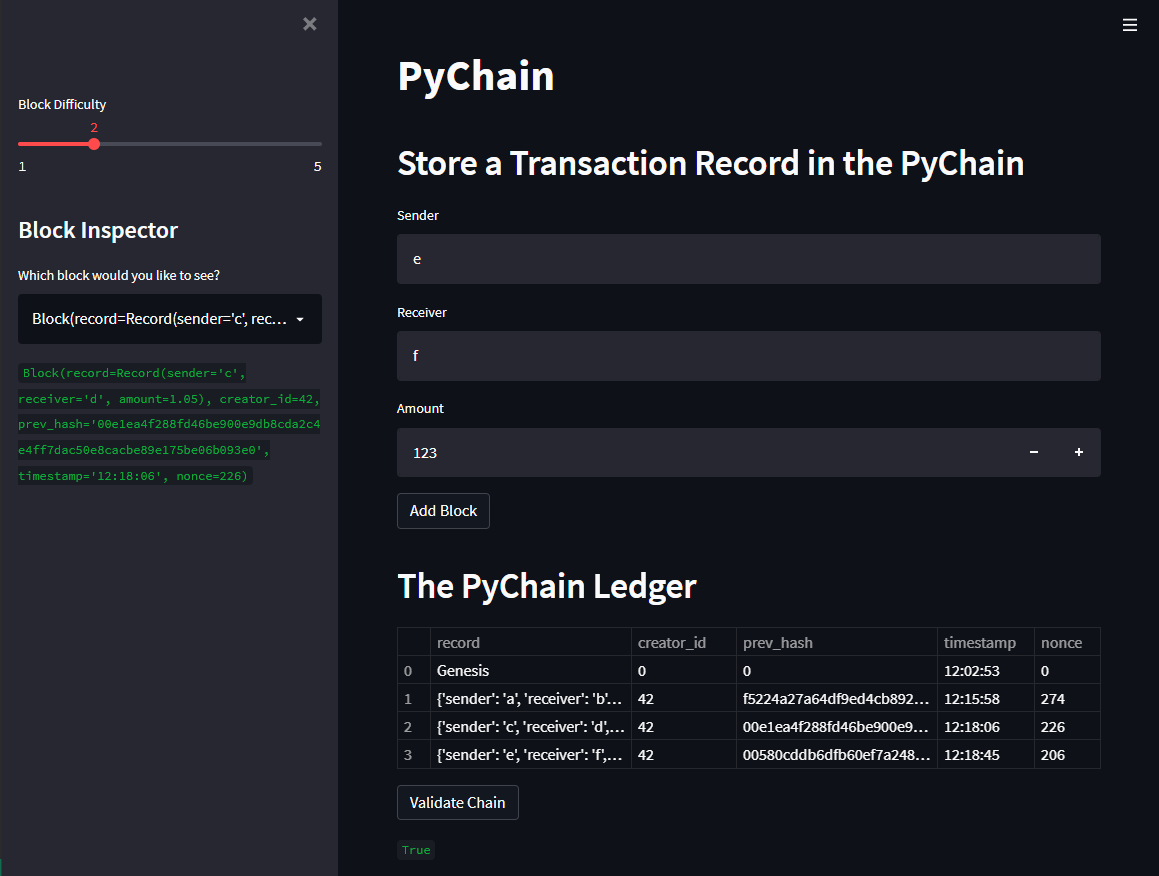 Block Difficulty
2
1 5
Block Inspector
Which block would you like to see?
Block(record=Record(sender='c', rec...
Block(record=Record(sender='c',
receiver='d', amount=1.05), creator_id=42,
prev_hash='00e1ea4f288fd46be900e9db8cda2c4
e4ff7dac50e8cacbe89e175be06b093e0',
timestamp='12:18:06', nonce=226)
PyChain
Store a Transaction Record in the PyChain
Sender
e
Receiver
f
Amount
123 − +
Add Block
The PyChain Ledger
record creator_id prev_hash timestamp nonce
0 Genesis 0 0 12:02:53 0
1 {'sender': 'a', 'receiver': 'b'... 42 f5224a27a64df9ed4cb892... 12:15:58 274
2 {'sender': 'c', 'receiver': 'd',... 42 00e1ea4f288fd46be900e9... 12:18:06 226
3 {'sender': 'e', 'receiver': 'f',... 42 00580cddb6dfb60ef7a248... 12:18:45 206
Validate Chain
True